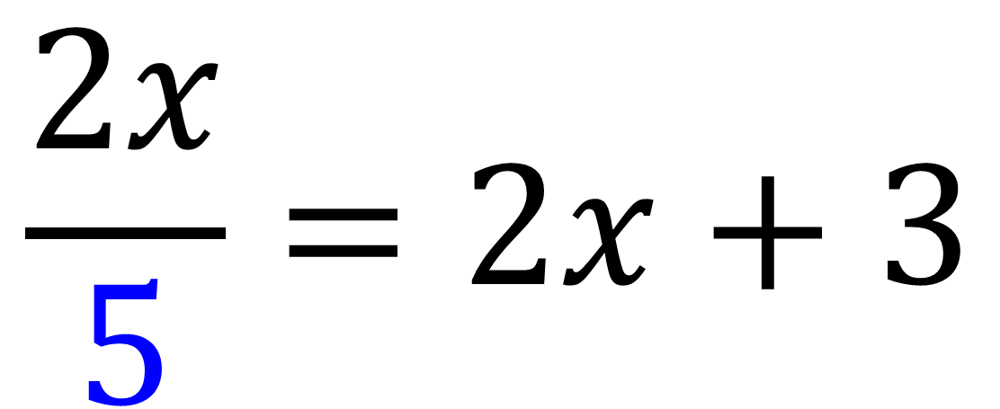 2x/5 = 2x + 3